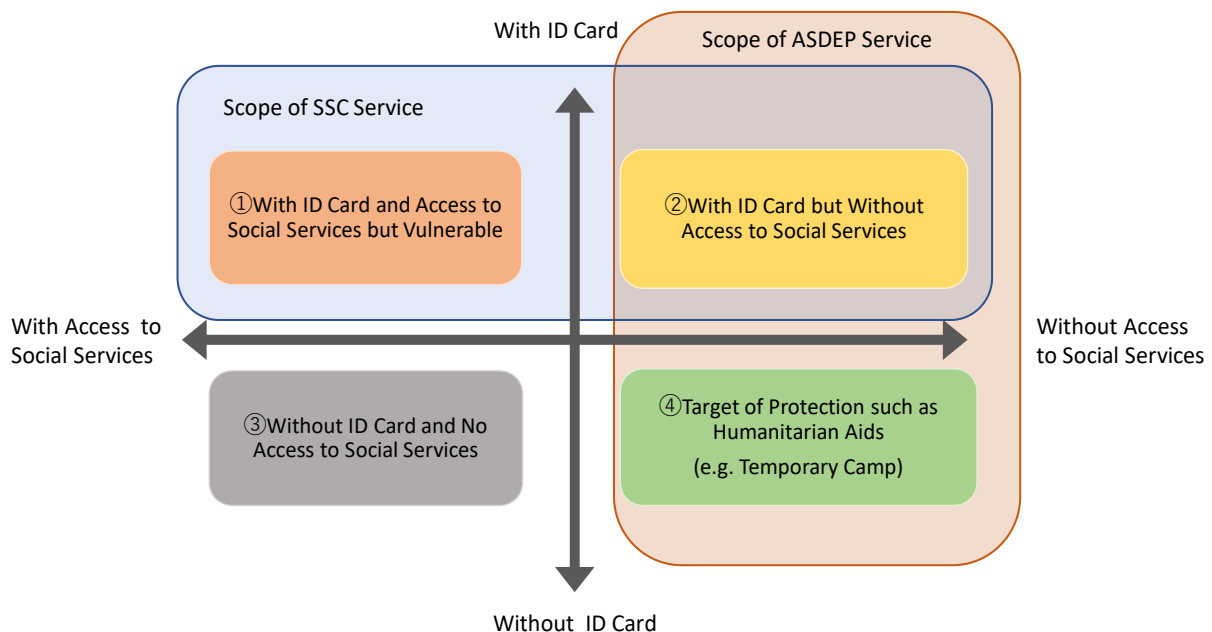 With ID Card
Scope of ASDEP Service
Scope of SSC Service
①With ID Card and Access to
Social Services but Vulnerable
②With ID Card but Without
Access to Social Services
With Access  to
Social Services
Without Access
to Social Services
③Without ID Card and No
Access to Social Services
④Target of Protection such as
Humanitarian Aids
(e.g. Temporary Camp)
Without  ID Card